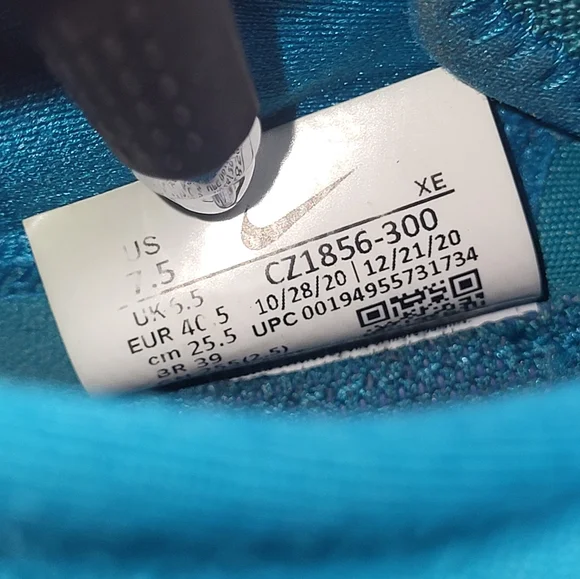 XE
US
7.5
UK 6.5
EUR 40.5
cm 25.5
BR 39
CZ1856-300
10/28/20 | 12/21/20
UPC 00194955731734